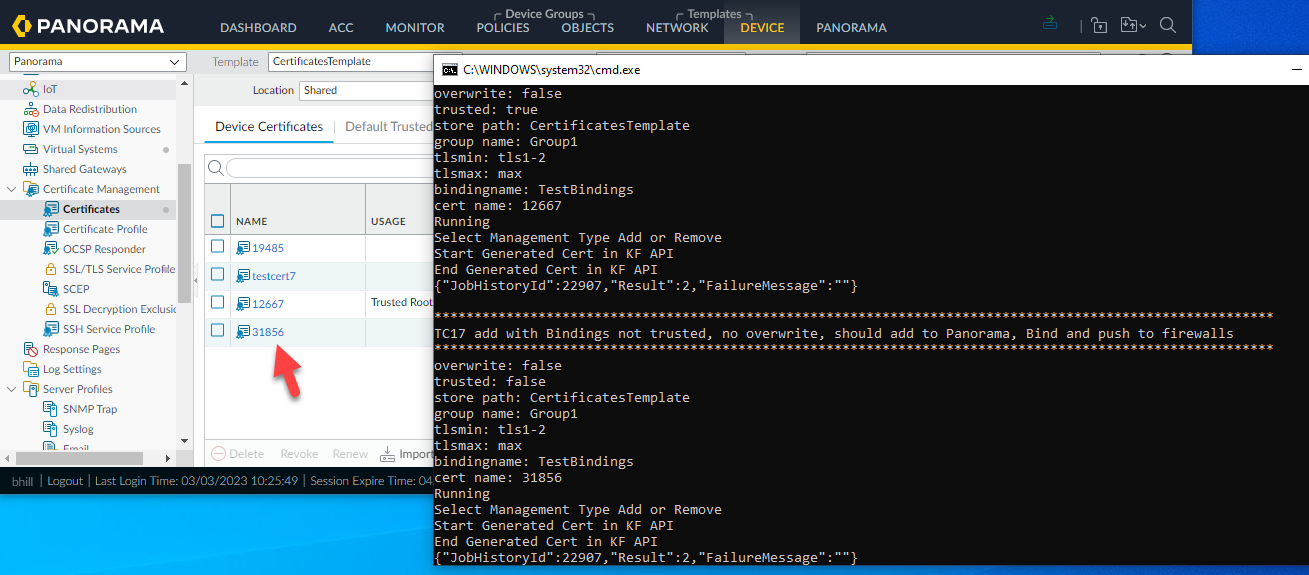 PANORAMA
DASHBOARD
ACC
MONITOR
Device Groups
POLICIES
OBJECTS
Templates
NETWORK
DEVICE
PANORAMA
Panorama
Template
CertificatesTemplate
Location
Shared
IoT
Data Redistribution
VM Information Sources
Virtual Systems
Shared Gateways
Certificate Management
Certificates
Certificate Profile
OCSP Responder
SSL/TLS Service Profile
SCEP
SSL Decryption Exclusio
SSH Service Profile
Response Pages
Log Settings
Server Profiles
SNMP Trap
Syslog
Email
Device Certificates
Default Trusted
NAME
USAGE
19485
testcert7
12667
Trusted Root
31856
Delete
Revoke
Renew
Import
bhill | Logout | Last Login Time: 03/03/2023 10:25:49 | Session Expire Time: 04
C:\WINDOWS\system32\cmd.exe
overwrite: false
trusted: true
store path: CertificatesTemplate
group name: Group1
tlsmin: tls1-2
tlsmax: max
bindingname: TestBindings
cert name: 12667
Running
Select Management Type Add or Remove
Start Generated Cert in KF API
End Generated Cert in KF API
{"JobHistoryId":22907,"Result":2,"FailureMessage":""}
*********************************************************************************************************
TC17 add with Bindings not trusted, no overwrite, should add to Panorama, Bind and push to firewalls
*********************************************************************************************************
overwrite: false
trusted: false
store path: CertificatesTemplate
group name: Group1
tlsmin: tls1-2
tlsmax: max
bindingname: TestBindings
cert name: 31856
Running
Select Management Type Add or Remove
Start Generated Cert in KF API
End Generated Cert in KF API
{"JobHistoryId":22907,"Result":2,"FailureMessage":""}